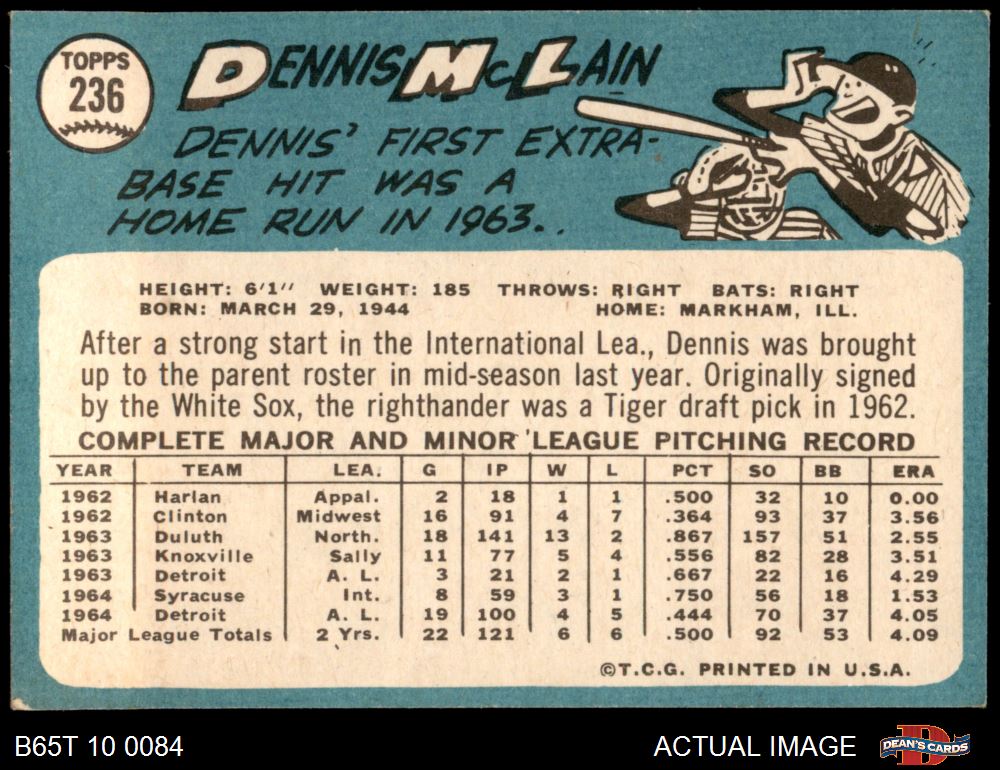 TOPPS
236
DENNIS McLAIN
DENNIS' FIRST EXTRA-
BASE HIT WAS A
HOME RUN IN 1963..
HEIGHT: 6'1" WEIGHT: 185 THROWS: RIGHT BATS: RIGHT
BORN: MARCH 29, 1944 HOME: MARKHAM, ILL.
After a strong start in the International Lea., Dennis was brought
up to the parent roster in mid-season last year. Originally signed
by the White Sox, the righthander was a Tiger draft pick in 1962.
COMPLETE MAJOR AND MINOR LEAGUE PITCHING RECORD
YEAR TEAM LEA. G IP W L PCT SO BB ERA
1962 Harlan Appal. 2 18 1 1 .500 32 10 0.00
1962 Clinton Midwest 16 91 4 7 .364 93 37 3.56
1963 Duluth North. 18 141 13 2 .867 157 51 2.55
1963 Knoxville Sally 11 77 5 4 .556 82 28 3.51
1963 Detroit A. L. 3 21 2 1 .667 22 16 4.29
1964 Syracuse Int. 8 59 3 1 .750 56 18 1.53
1964 Detroit A. L. 19 100 4 5 .444 70 37 4.05
Major League Totals 2 Yrs. 22 121 6 6 .500 92 53 4.09
©T.C.G. PRINTED IN U.S.A.
B65T 10 0084 ACTUAL IMAGE D DEAN'S CARDS